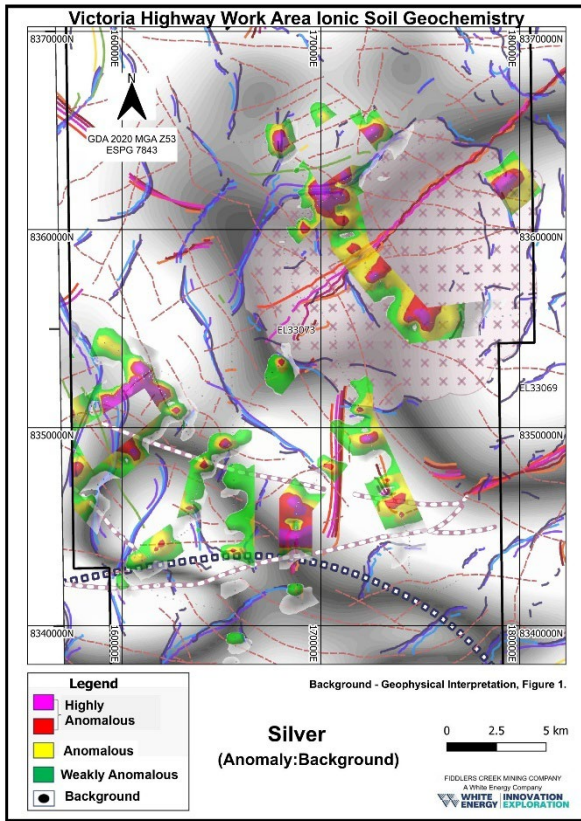 Victoria Highway Work Area Ionic Soil Geochemistry
8370000N
160000E
170000E
180000E
8370000N
N
GDA 2020 MGA Z53
ESPG 7843
8360000N
8360000N
EL33073
EL33069
8350000N
8350000N
8340000N
160000E
170000E
180000E
8340000N
Legend
Highly
Anomalous
Anomalous
Weakly Anomalous
Background
Background - Geophysical Interpretation, Figure 1.
Silver
(Anomaly:Background)
0 2.5 5 km
FIDDLERS CREEK MINING COMPANY
A White Energy Company
WHITE ENERGY | INNOVATION EXPLORATION